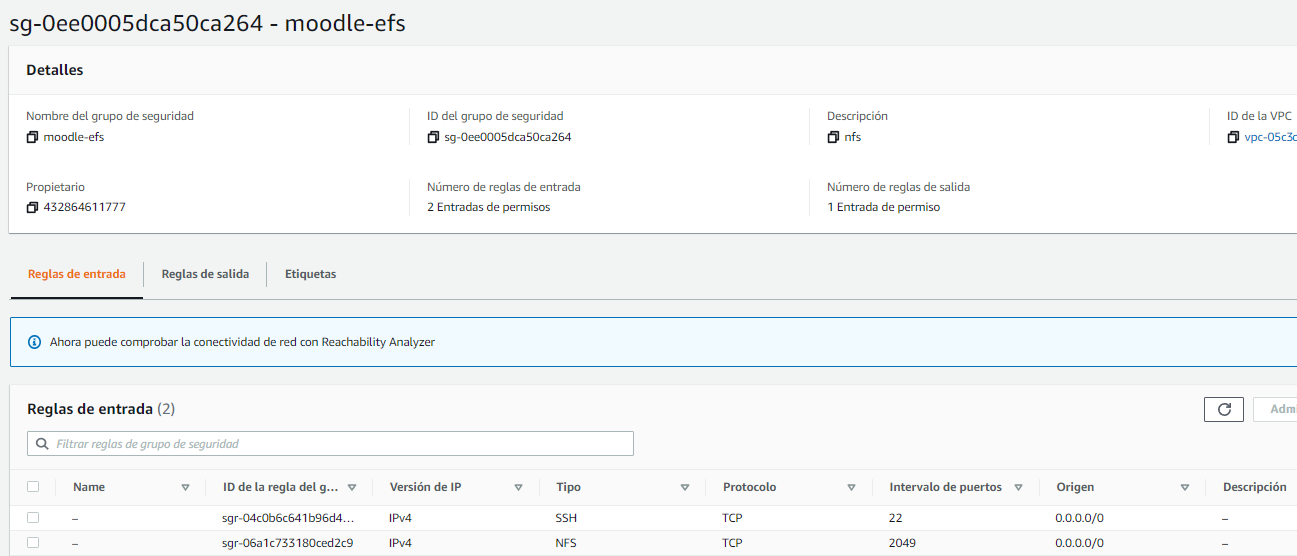 sg-0ee0005dca50ca264 - moodle-efs
Detalles
Nombre del grupo de seguridad ID del grupo de seguridad Descripción ID de la VPC
moodle-efs sg-0ee0005dca50ca264 nfs vpc-05c3c
Propietario Número de reglas de entrada Número de reglas de salida
432864611777 2 Entradas de permisos 1 Entrada de permiso
Reglas de entrada Reglas de salida Etiquetas
Ahora puede comprobar la conectividad de red con Reachability Analyzer
Reglas de entrada (2) Admi
Filtrar reglas de grupo de seguridad
Name ID de la regla del g... Versión de IP Tipo Protocolo Intervalo de puertos Origen Descripción
– sgr-04c0b6c641b96d4... IPv4 SSH TCP 22 0.0.0.0/0 –
– sgr-06a1c733180ced2c9 IPv4 NFS TCP 2049 0.0.0.0/0 –